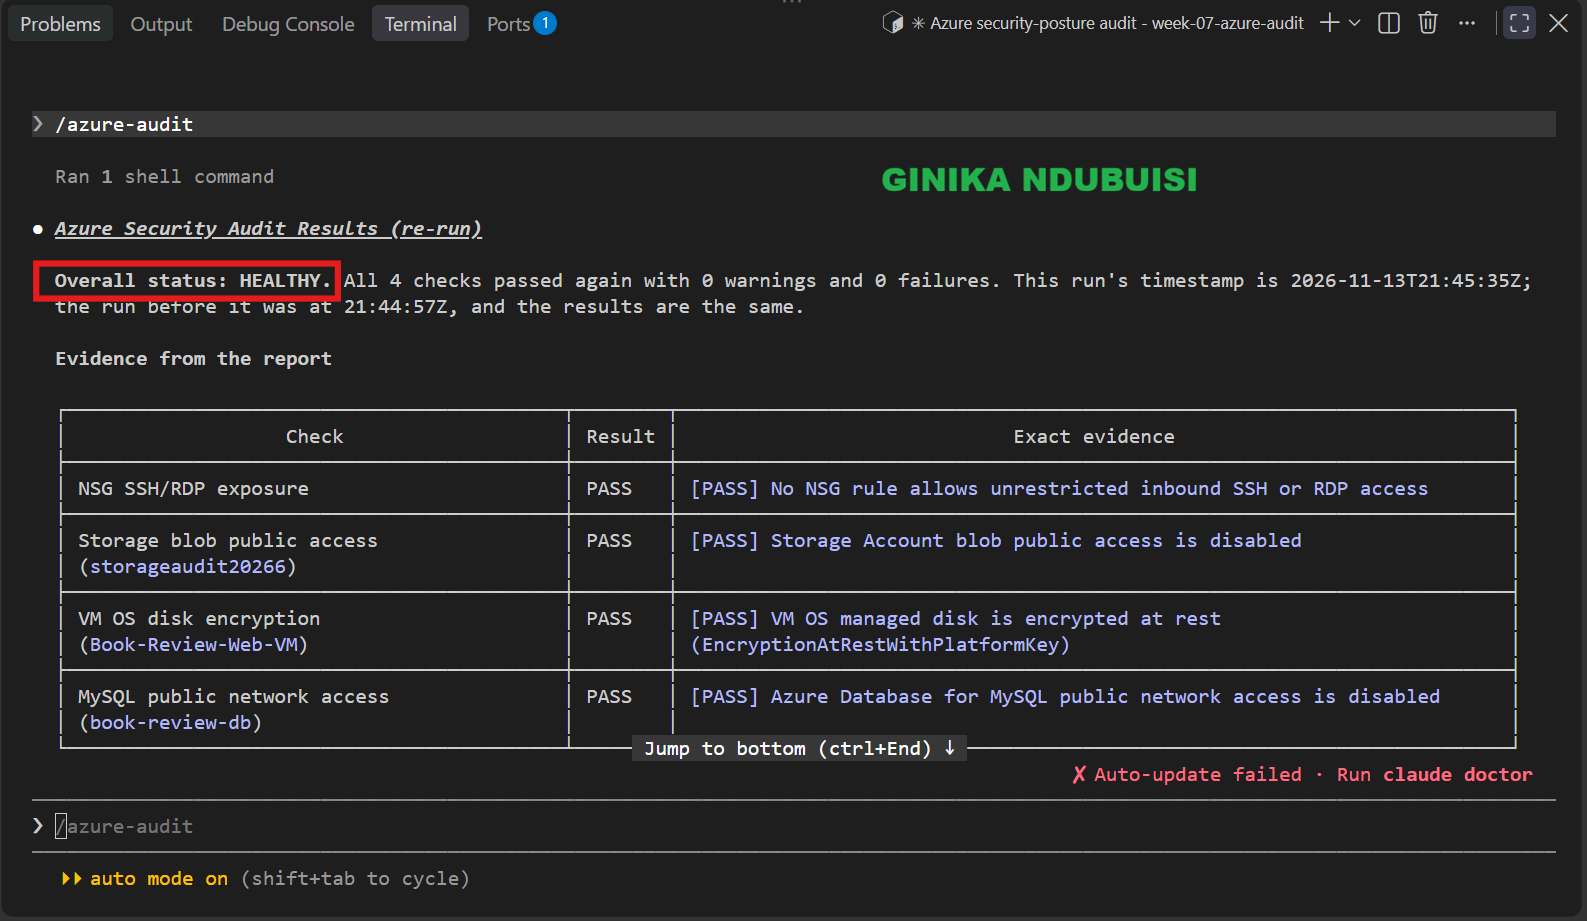 Problems Output Debug Console Terminal Ports 1 ✳ Azure security-posture audit - week-07-azure-audit
❯ /azure-audit
Ran 1 shell command
GINIKA NDUBUISI
● Azure Security Audit Results (re-run)
Overall status: HEALTHY. All 4 checks passed again with 0 warnings and 0 failures. This run's timestamp is 2026-11-13T21:45:35Z;
the run before it was at 21:44:57Z, and the results are the same.
Evidence from the report
Check Result Exact evidence
NSG SSH/RDP exposure PASS [PASS] No NSG rule allows unrestricted inbound SSH or RDP access
Storage blob public access PASS [PASS] Storage Account blob public access is disabled
(storageaudit20266)
VM OS disk encryption PASS [PASS] VM OS managed disk is encrypted at rest
(Book-Review-Web-VM) (EncryptionAtRestWithPlatformKey)
MySQL public network access PASS [PASS] Azure Database for MySQL public network access is disabled
(book-review-db)
Jump to bottom (ctrl+End) ↓
✗ Auto-update failed · Run claude doctor
❯ /azure-audit
⏵⏵ auto mode on (shift+tab to cycle)